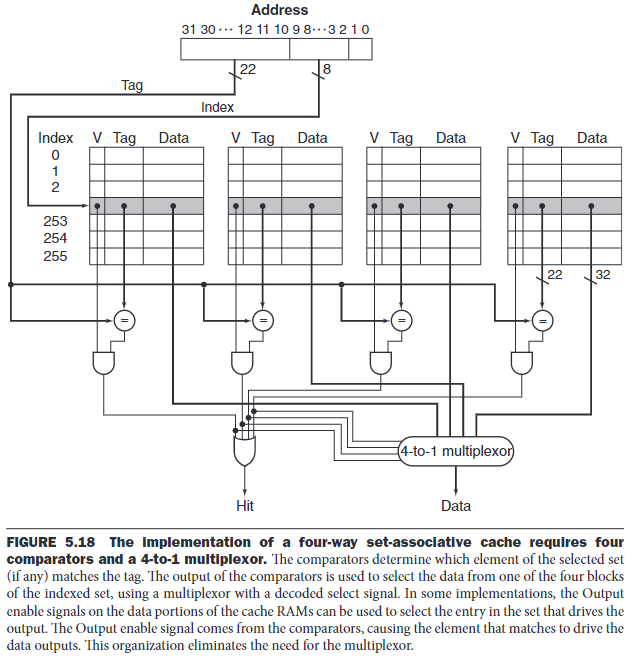 Address
31 30 ··· 12 11 10 9 8···3 2 1 0
22
8
Tag
Index
Index V Tag Data V Tag Data V Tag Data V Tag Data
0
1
2
253
254
255
22
32
= = = =
4-to-1 multiplexor
Hit
Data
FIGURE 5.18 The implementation of a four-way set-associative cache requires four
comparators and a 4-to-1 multiplexor. The comparators determine which element of the selected set
(if any) matches the tag. The output of the comparators is used to select the data from one of the four blocks
of the indexed set, using a multiplexor with a decoded select signal. In some implementations, the Output
enable signals on the data portions of the cache RAMs can be used to select the entry in the set that drives the
output. The Output enable signal comes from the comparators, causing the element that matches to drive the
data outputs. This organization eliminates the need for the multiplexor.